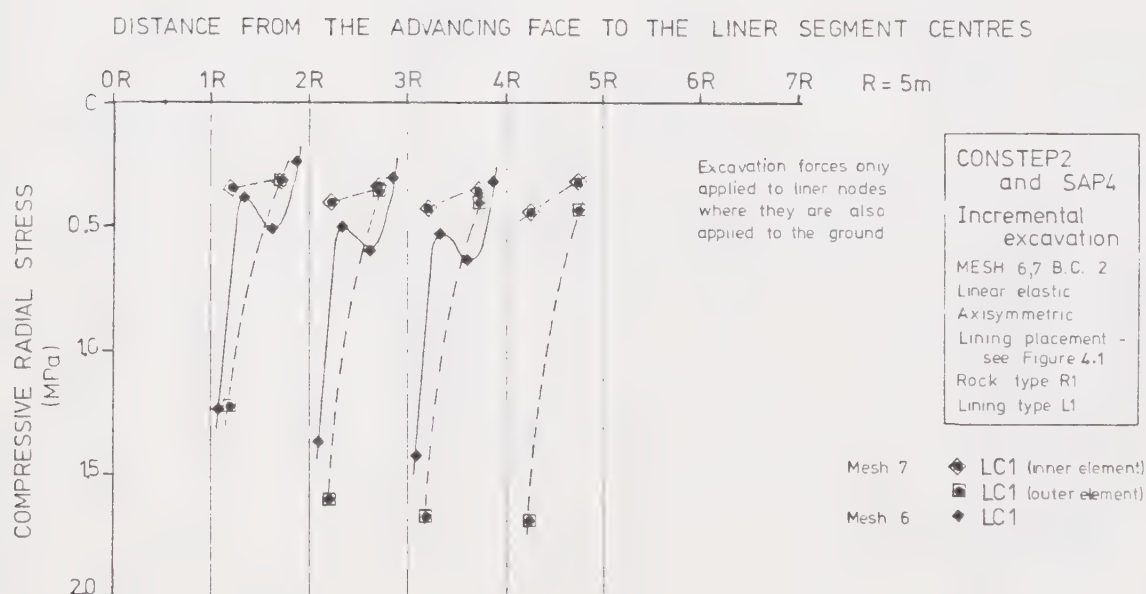 DISTANCE FROM THE ADVANCING FACE TO THE LINER SEGMENT CENTRES
0R 1R 2R 3R 4R 5R 6R 7R R = 5m
0
0.5
1.0
1.5
2.0
COMPRESSIVE RADIAL STRESS
(MPa)
Excavation forces only
applied to liner nodes
where they are also
applied to the ground
CONSTEP2
and SAP4
Incremental
excavation
MESH 6,7 B.C. 2
Linear elastic
Axisymmetric
Lining placement -
see Figure 4.1
Rock type R1
Lining type L1
Mesh 7 LC1 (inner element)
LC1 (outer element)
Mesh 6 LC1